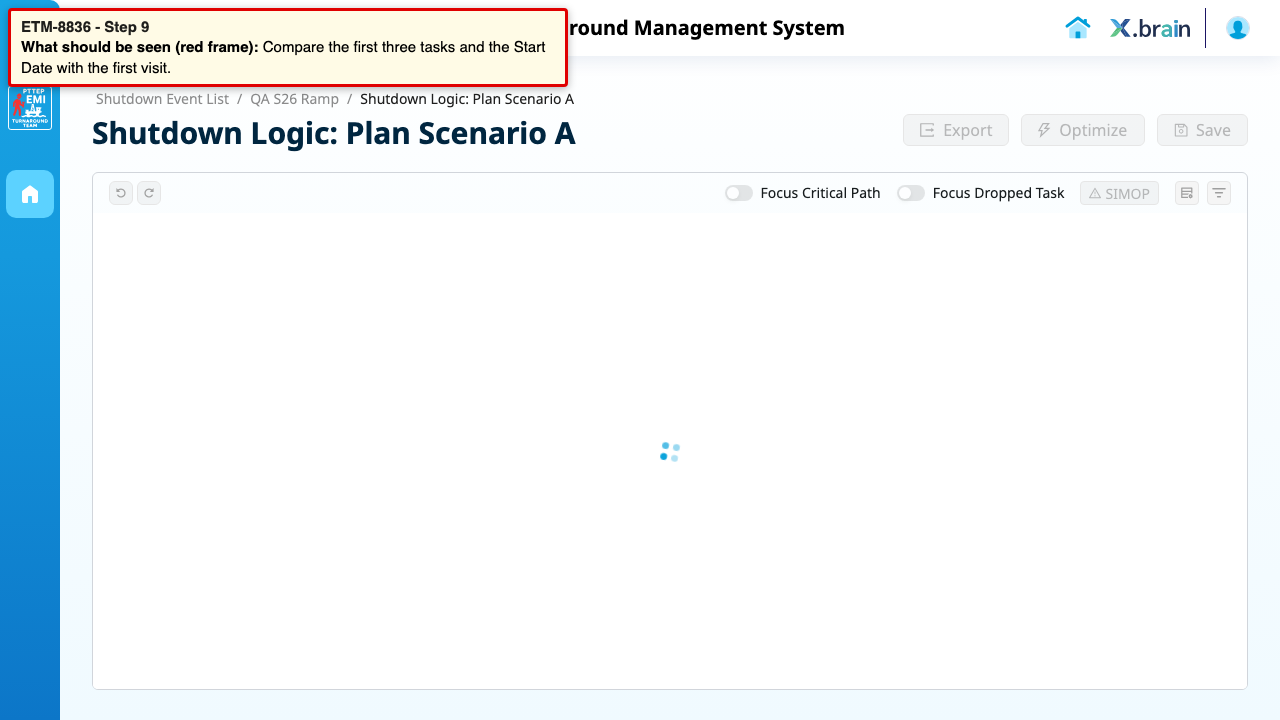 ETM-8836 - Step 9
What should be seen (red frame): Compare the first three tasks and the Start
Date with the first visit.
round Management System
X.brain
PTTEP
EMI
TURNAROUND
TEAM
Shutdown Event List / QA S26 Ramp / Shutdown Logic: Plan Scenario A
Shutdown Logic: Plan Scenario A
Export
Optimize
Save
Focus Critical Path
Focus Dropped Task
SIMOP